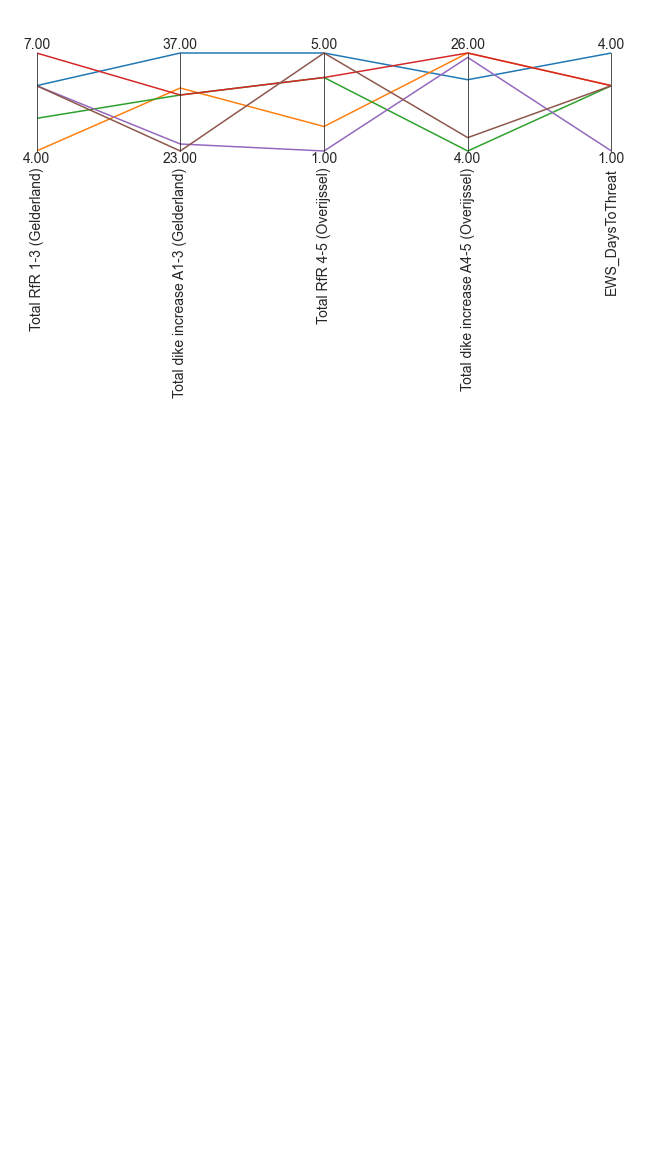 7.00
37.00
5.00
26.00
4.00
4.00
23.00
1.00
4.00
1.00
Total RfR 1-3 (Gelderland)
Total dike increase A1-3 (Gelderland)
Total RfR 4-5 (Overijssel)
Total dike increase A4-5 (Overijssel)
EWS_DaysToThreat